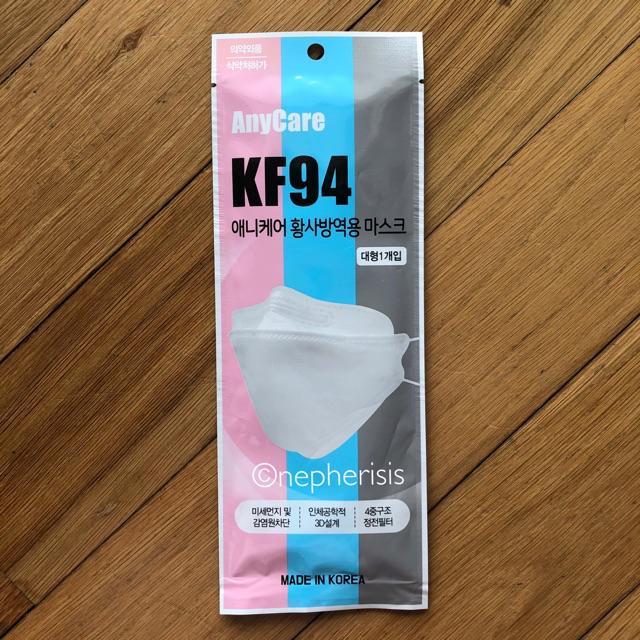 의약외품
식약처허가
AnyCare
KF94
애니케어 황사방역용 마스크
대형1개입
©nepherisis
미세먼지 및
감염원차단
인체공학적
3D설계
4중구조
정전필터
MADE IN KOREA